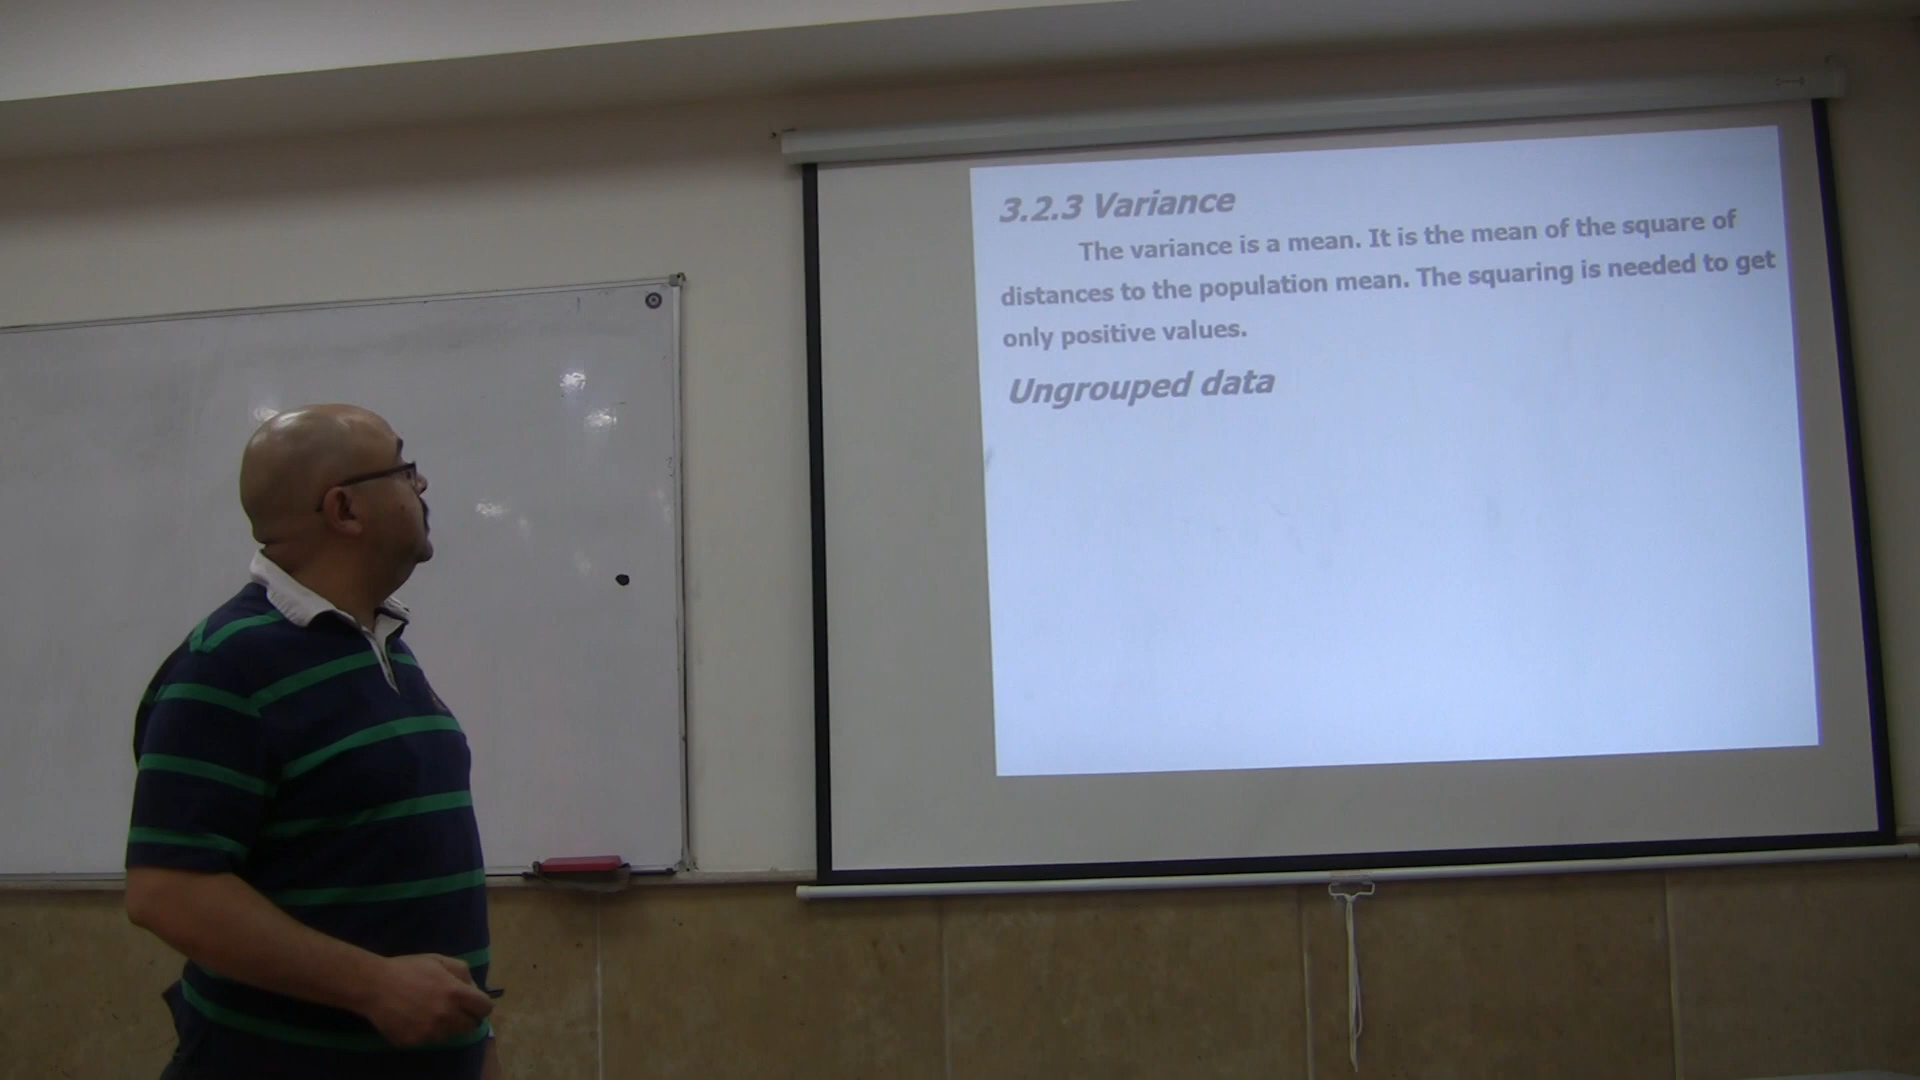 3.2.3 Variance
The variance is a mean. It is the mean of the square of
distances to the population mean. The squaring is needed to get
only positive values.
Ungrouped data